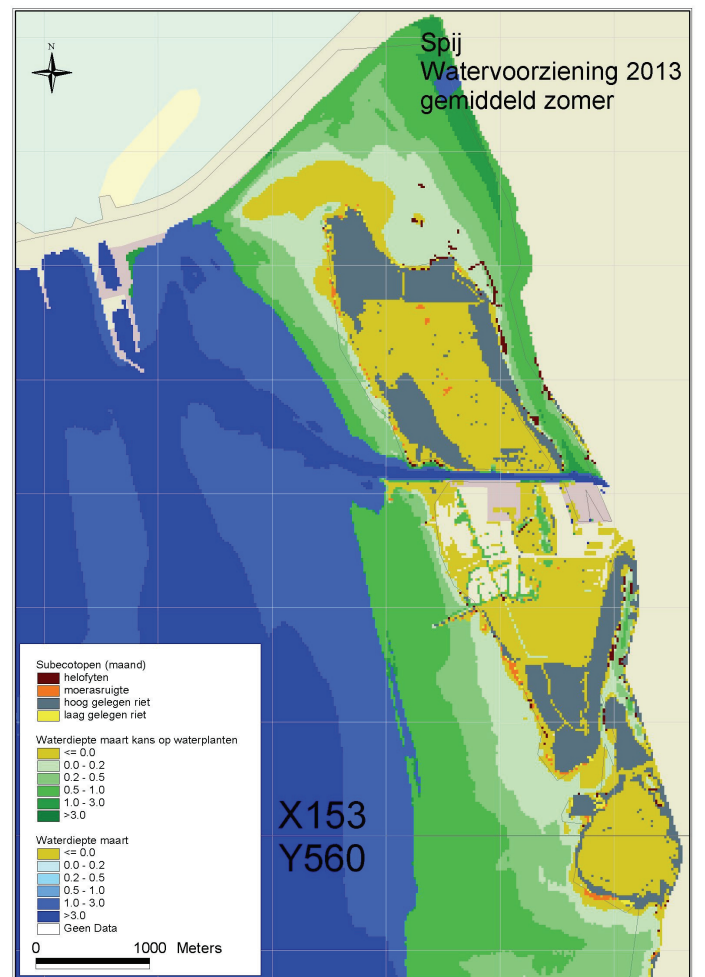 N
Spij
Watervoorziening 2013
gemiddeld zomer
Subecotopen (maand)
helofyten
moerasruigte
hoog gelegen riet
laag gelegen riet
Waterdiepte maart kans op waterplanten
<= 0.0
0.0 - 0.2
0.2 - 0.5
0.5 - 1.0
1.0 - 3.0
>3.0
Waterdiepte maart
<= 0.0
0.0 - 0.2
0.2 - 0.5
0.5 - 1.0
1.0 - 3.0
>3.0
Geen Data
0 1000 Meters
X153
Y560